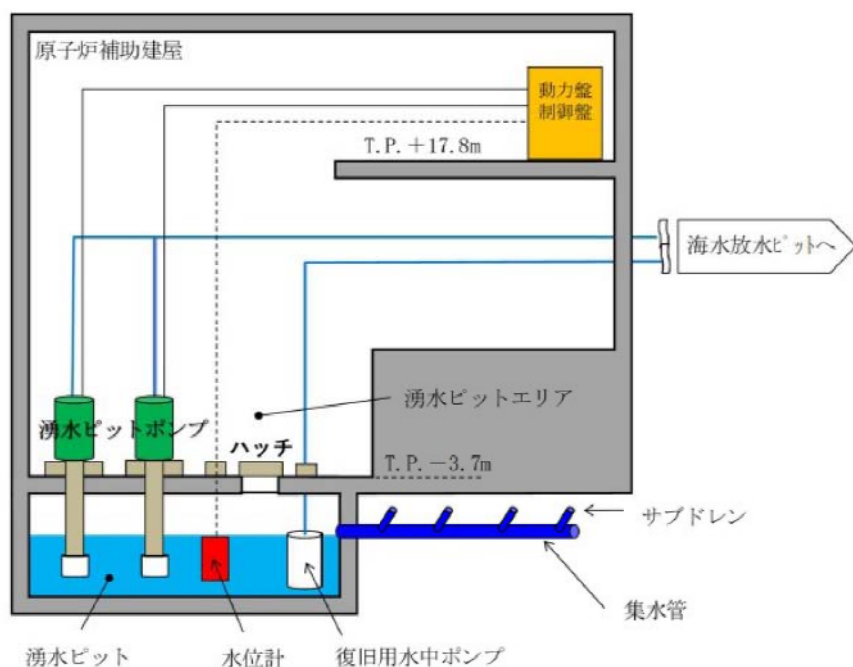 原子炉補助建屋
動力盤
制御盤
T.P.＋17.8m
海水放水ﾋﾟｯﾄへ
湧水ピットエリア
湧水ピットポンプ
ハッチ
T.P.－3.7m
サブドレン
集水管
湧水ピット
水位計
復旧用水中ポンプ